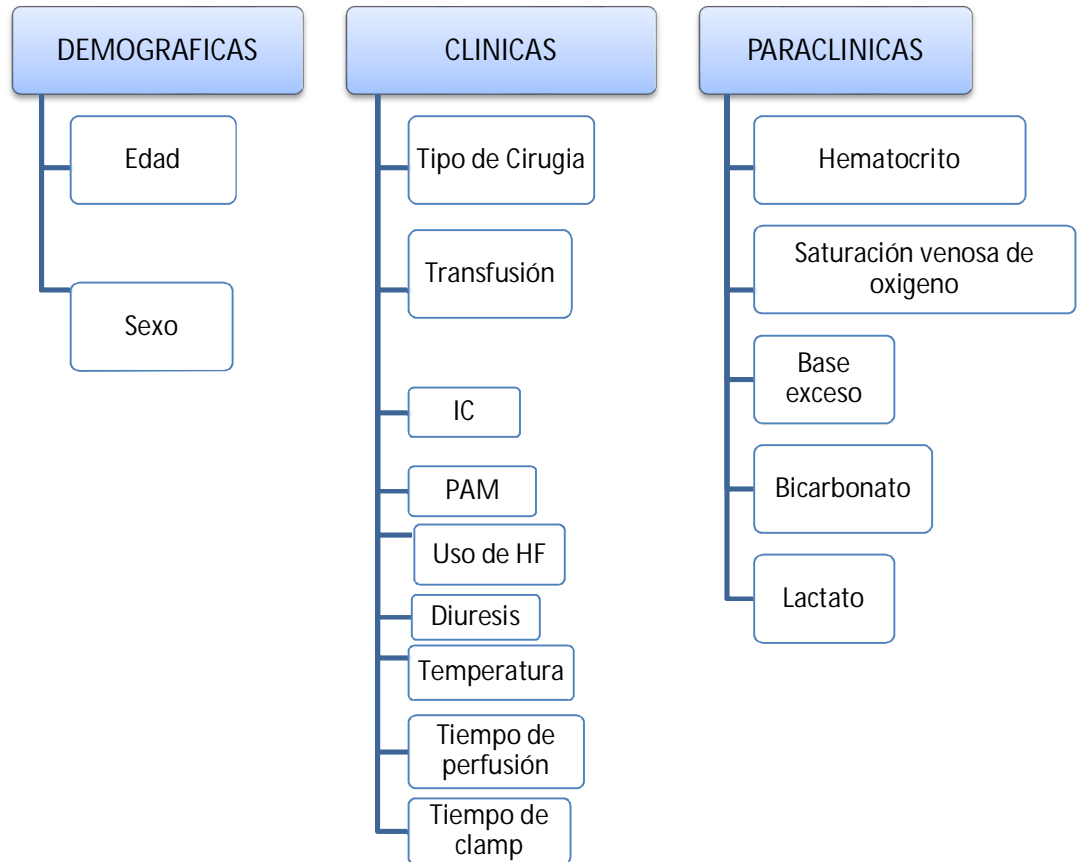 DEMOGRAFICAS
Edad
Sexo
CLINICAS
Tipo de Cirugia
Transfusión
IC
PAM
Uso de HF
Diuresis
Temperatura
Tiempo de
perfusión
Tiempo de
clamp
PARACLINICAS
Hematocrito
Saturación venosa de
oxigeno
Base
exceso
Bicarbonato
Lactato